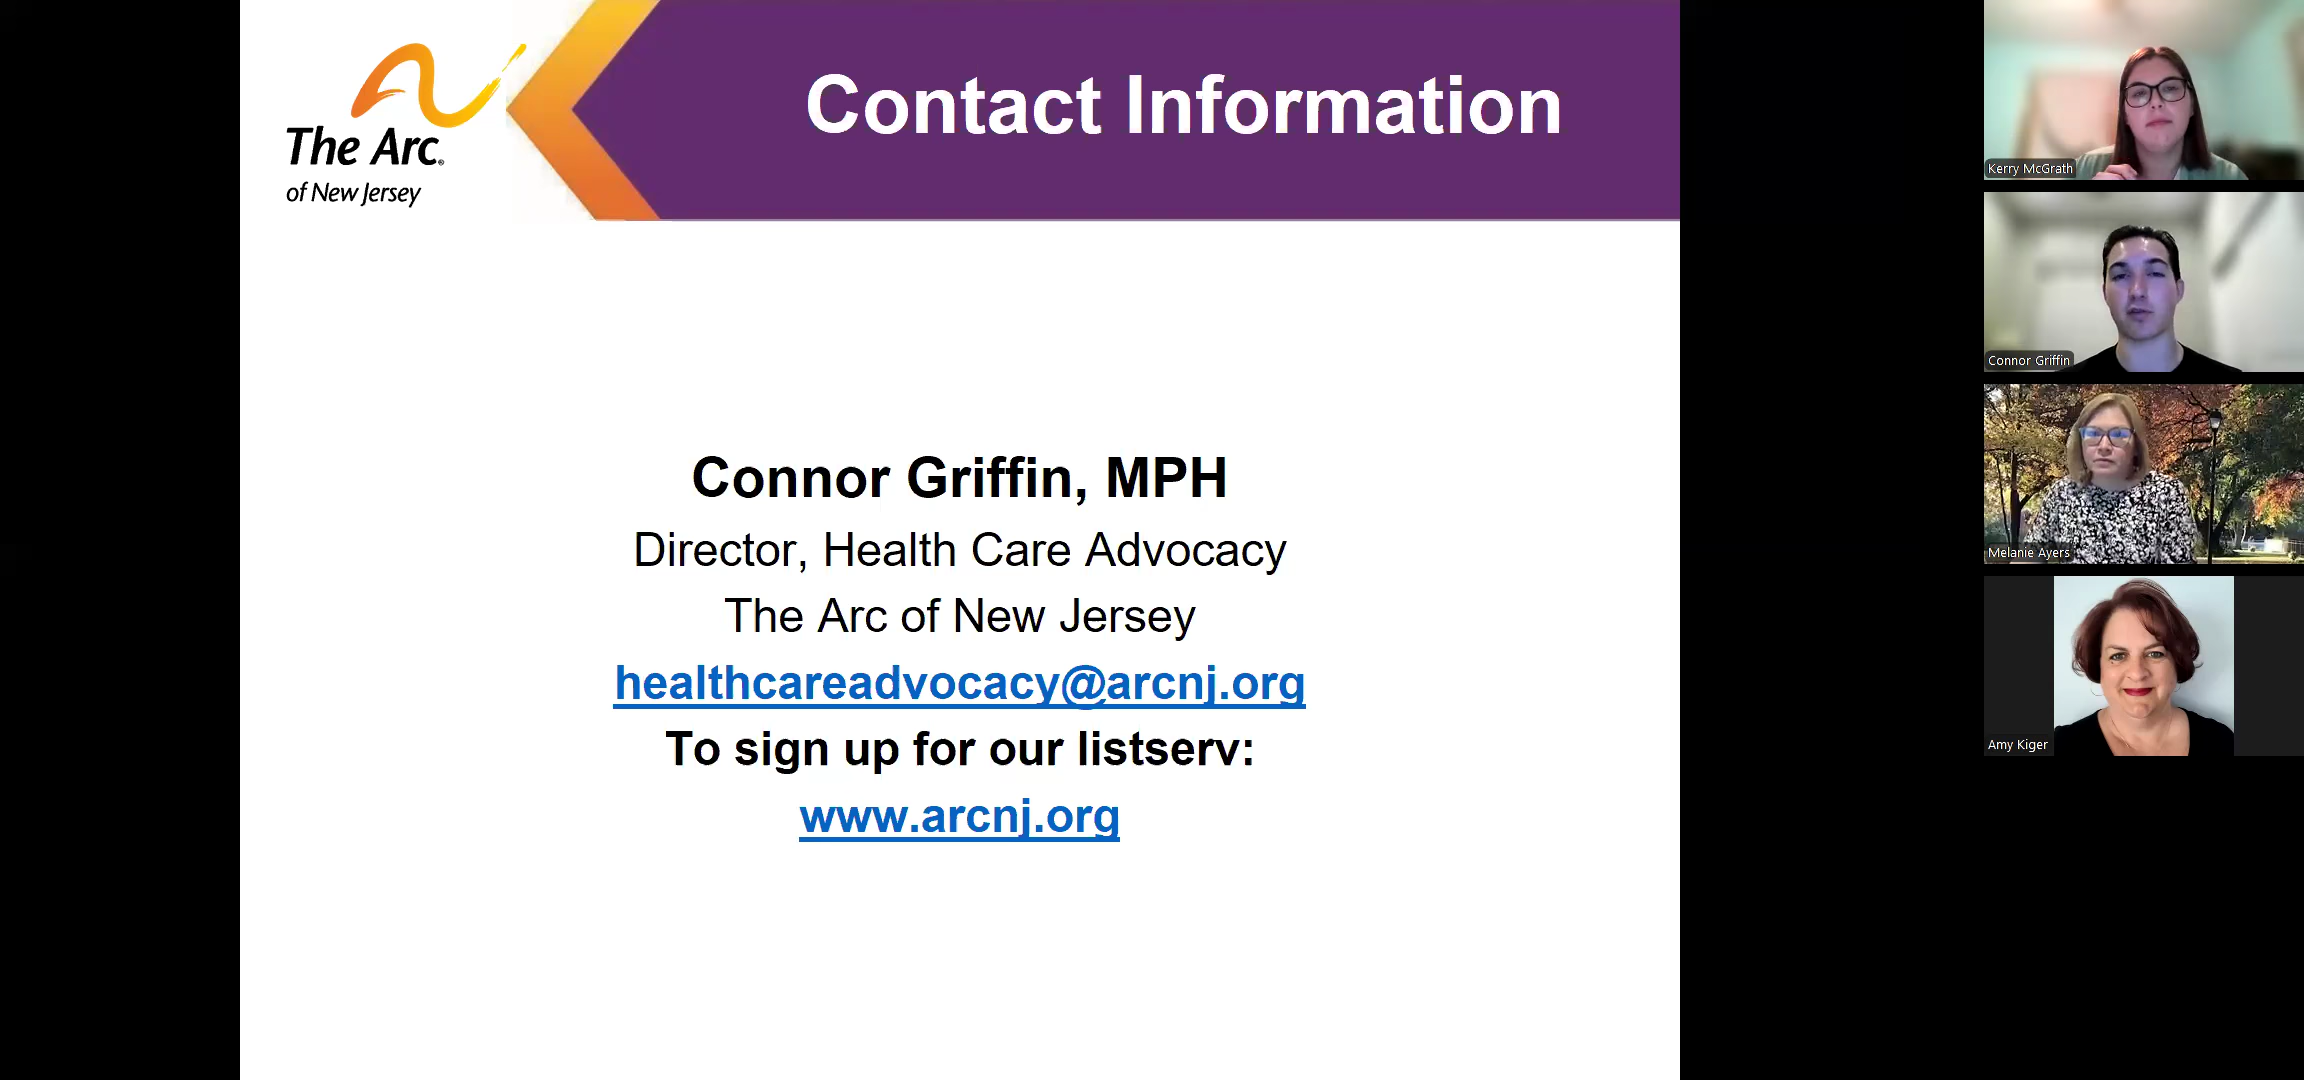 The Arc®
of New Jersey
Contact Information
Connor Griffin, MPH
Director, Health Care Advocacy
The Arc of New Jersey
healthcareadvocacy@arcnj.org
To sign up for our listserv:
www.arcnj.org
Kerry McGrath
Connor Griffin
Melanie Ayers
Amy Kiger